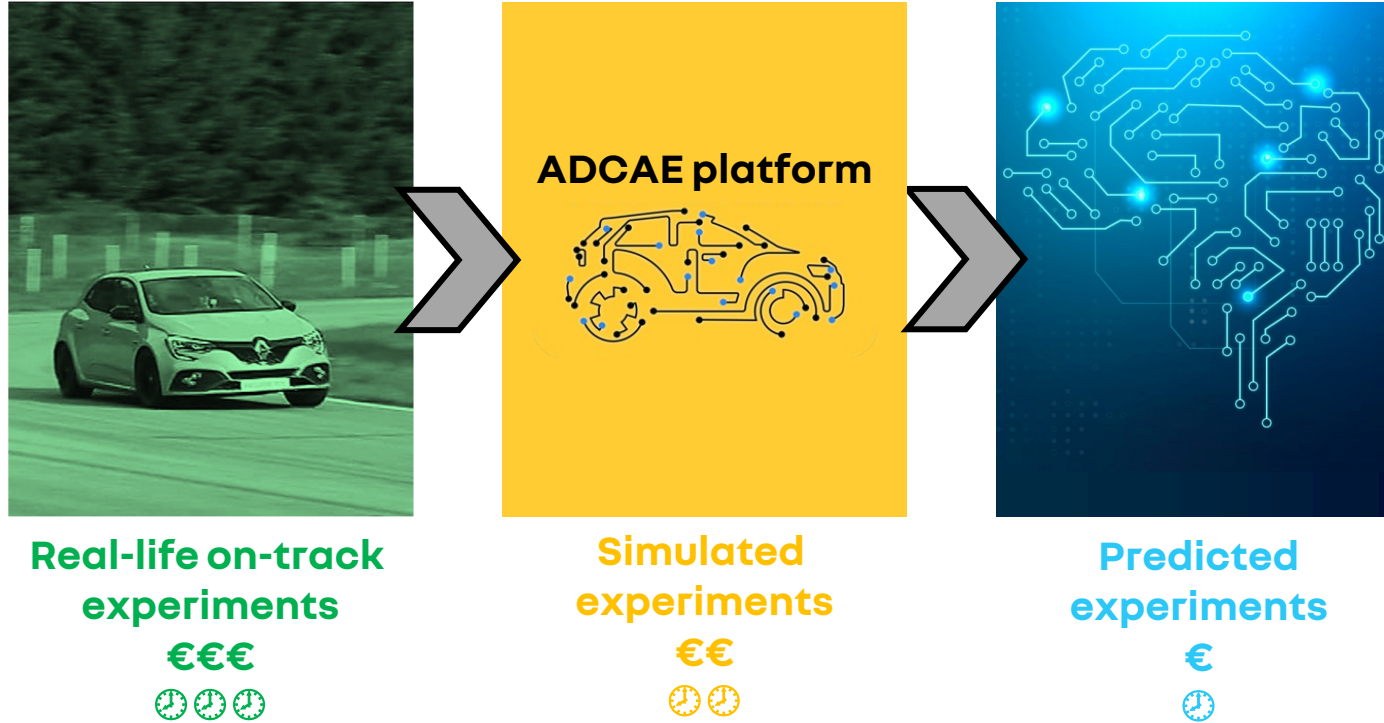 ADCAE platform
Real-life on-track
experiments
€€€
Simulated
experiments
€€
Predicted
experiments
€